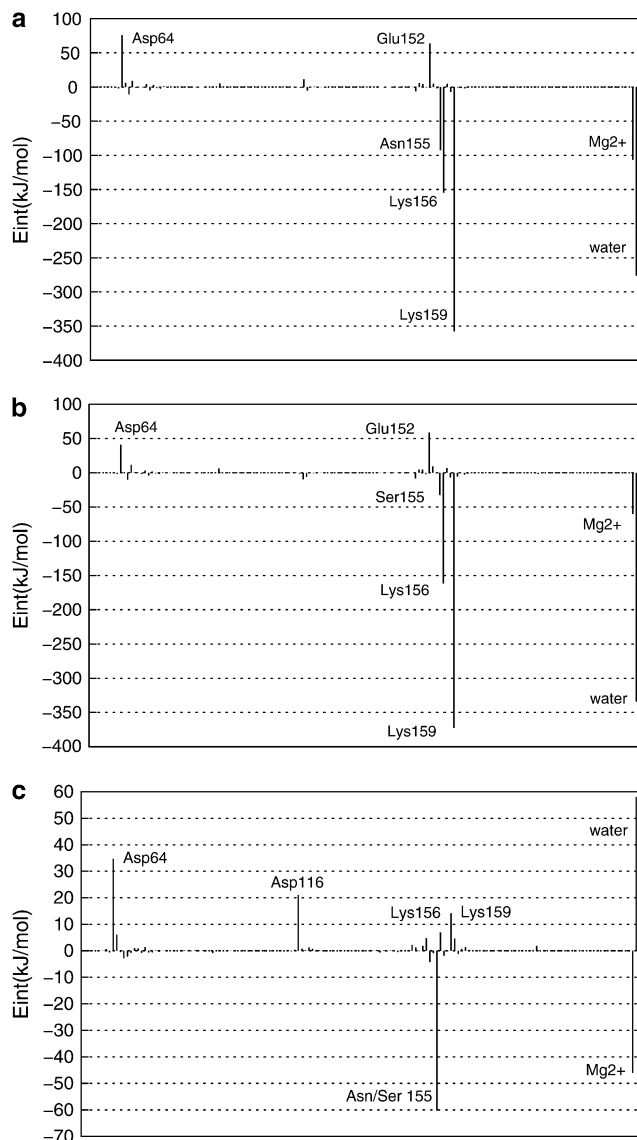 a
100
50
0
−50
−100
−150
−200
−250
−300
−350
−400
Eint(kJ/mol)
Asp64
Glu152
Asn155
Mg2+
Lys156
water
Lys159
b
100
50
0
−50
−100
−150
−200
−250
−300
−350
−400
Eint(kJ/mol)
Asp64
Glu152
Ser155
Mg2+
Lys156
water
Lys159
c
60
50
40
30
20
10
0
−10
−20
−30
−40
−50
−60
−70
Eint(kJ/mol)
water
Asp64
Asp116
Lys156
Lys159
Mg2+
Asn/Ser 155